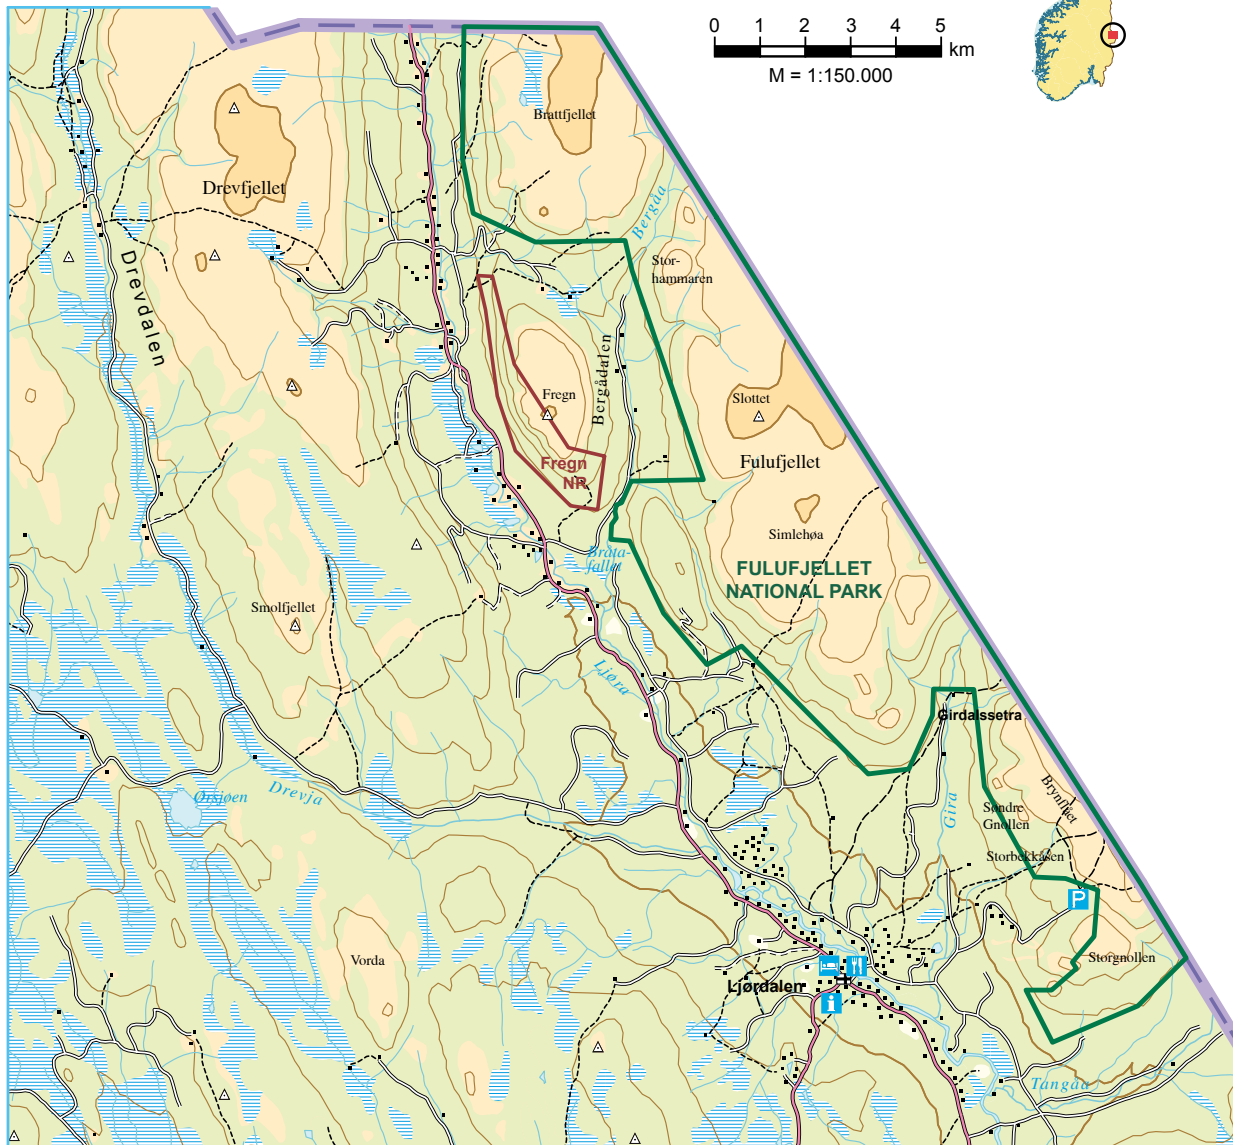 0 1 2 3 4 5
km
M = 1:150.000
Brattfjellet
Drevfjellet
Bergåa
Stor-
hammaren
Drevdalen
Bergådalen
Fregn
Slottet
Fregn
NR
Fulufjellet
Simlehøa
Bråta-
fallet
FULUFJELLET
NATIONAL PARK
Smolfjellet
Ljøra
Girdalssetra
Ørsjøen
Drevja
Gira
Søndre
Gnollen
Brynflået
Storbekkåsen
P
Vorda
Storgnollen
Ljørdalen
i
Tangåa